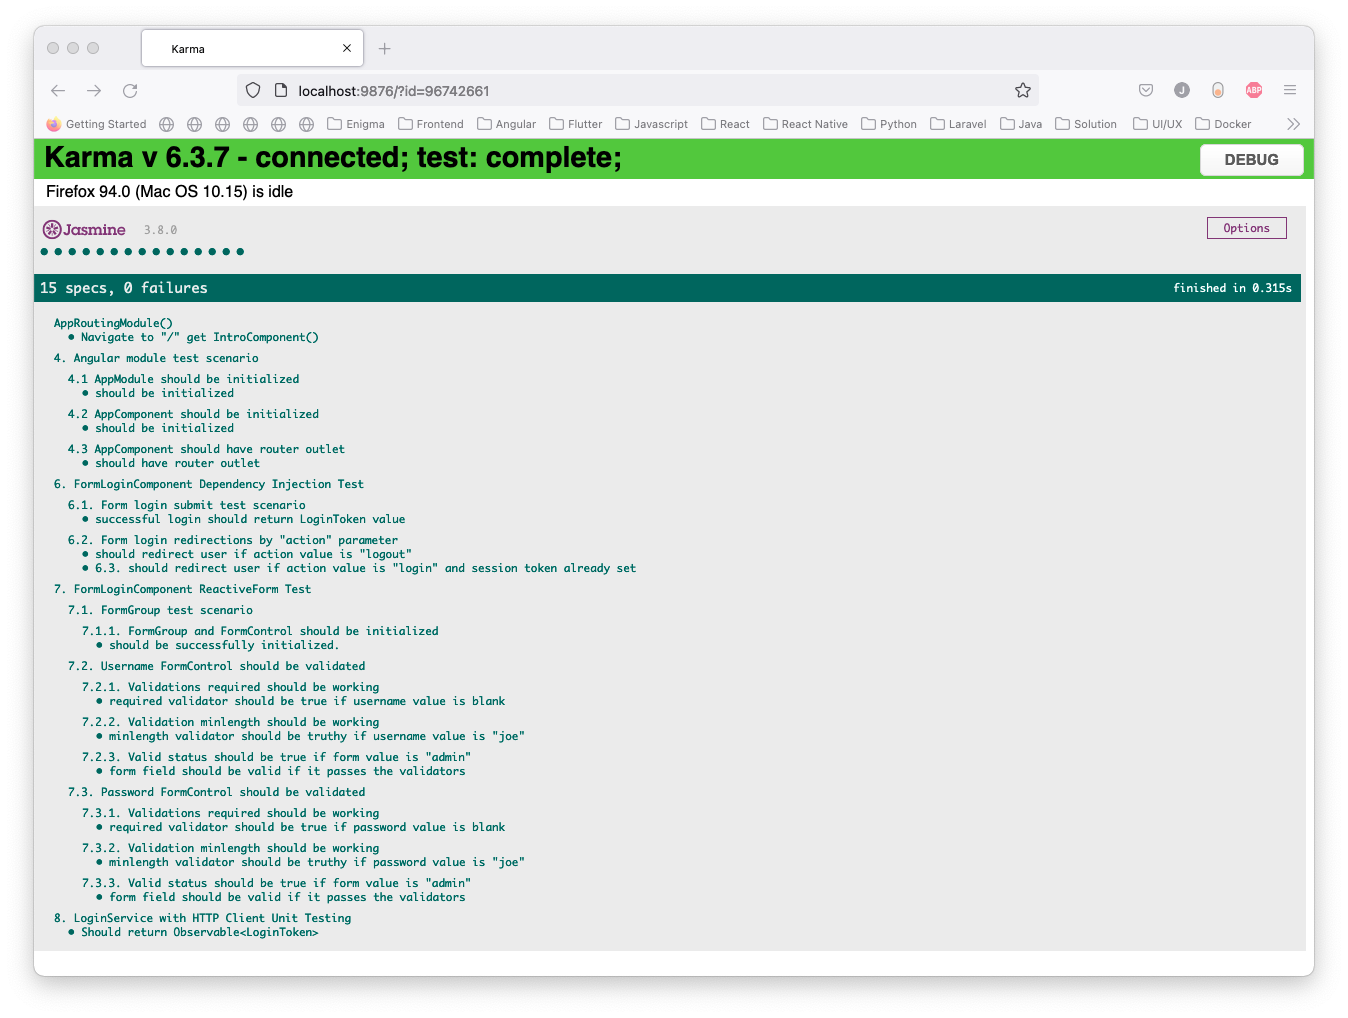 Karma
localhost:9876/?id=96742661
J
ABP
Getting Started Enigma Frontend Angular Flutter Javascript React React Native Python Laravel Java Solution UI/UX Docker
Karma v 6.3.7 - connected; test: complete;
DEBUG
Firefox 94.0 (Mac OS 10.15) is idle
Jasmine 3.8.0
Options
15 specs, 0 failures
finished in 0.315s
AppRoutingModule()
• Navigate to "/" get IntroComponent()
4. Angular module test scenario
4.1 AppModule should be initialized
• should be initialized
4.2 AppComponent should be initialized
• should be initialized
4.3 AppComponent should have router outlet
• should have router outlet
6. FormLoginComponent Dependency Injection Test
6.1. Form login submit test scenario
• successful login should return LoginToken value
6.2. Form login redirections by "action" parameter
• should redirect user if action value is "logout"
• 6.3. should redirect user if action value is "login" and session token already set
7. FormLoginComponent ReactiveForm Test
7.1. FormGroup test scenario
7.1.1. FormGroup and FormControl should be initialized
• should be successfully initialized.
7.2. Username FormControl should be validated
7.2.1. Validations required should be working
• required validator should be true if username value is blank
7.2.2. Validation minlength should be working
• minlength validator should be truthy if username value is "joe"
7.2.3. Valid status should be true if form value is "admin"
• form field should be valid if it passes the validators
7.3. Password FormControl should be validated
7.3.1. Validations required should be working
• required validator should be true if password value is blank
7.3.2. Validation minlength should be working
• minlength validator should be truthy if password value is "joe"
7.3.3. Valid status should be true if form value is "admin"
• form field should be valid if it passes the validators
8. LoginService with HTTP Client Unit Testing
• Should return Observable<LoginToken>